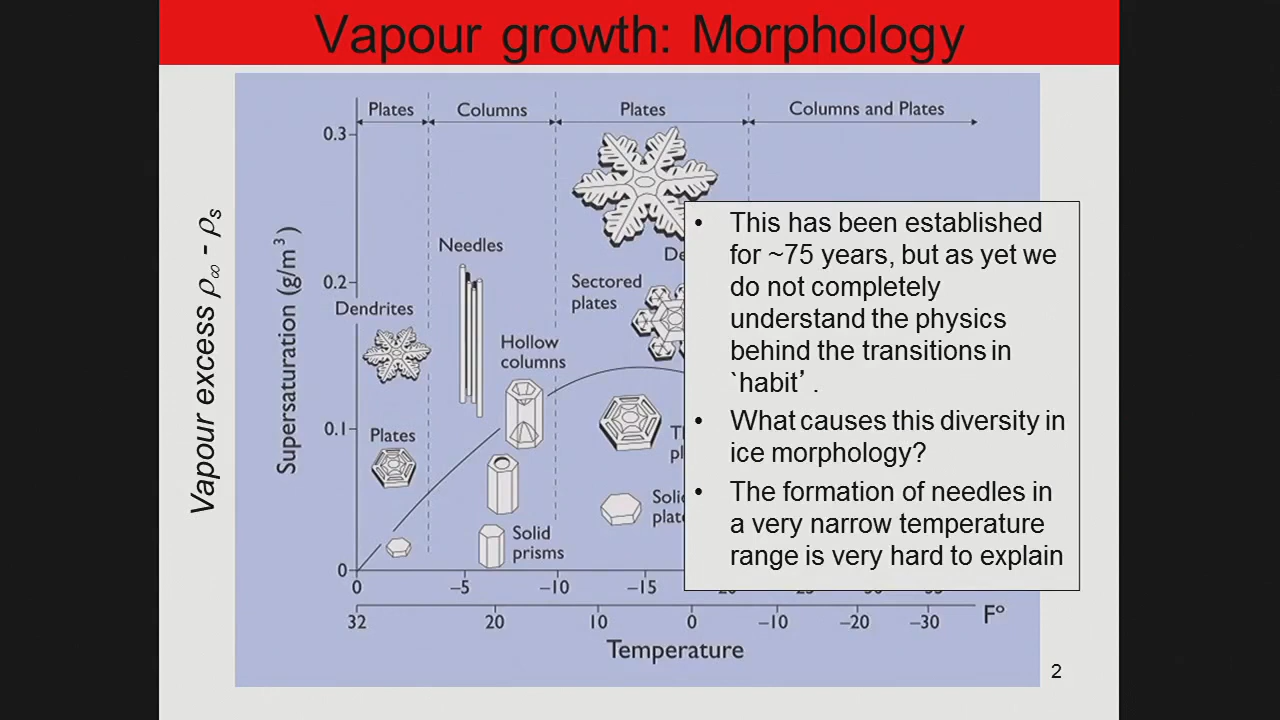 Vapour growth: Morphology
Plates Columns Plates Columns and Plates
0.3
Needles
0.2
Dendrites
Sectored
plates
Hollow
columns
0.1
Plates
Solid
prisms
0
Supersaturation (g/m³)
Vapour excess ρ∞ - ρs
• This has been established
for ~75 years, but as yet we
do not completely
understand the physics
behind the transitions in
`habit’ .
• What causes this diversity in
ice morphology?
• The formation of needles in
a very narrow temperature
range is very hard to explain
0 –5 –10 –15
32 20 10 0 –10 –20 –30 F°
Temperature
2